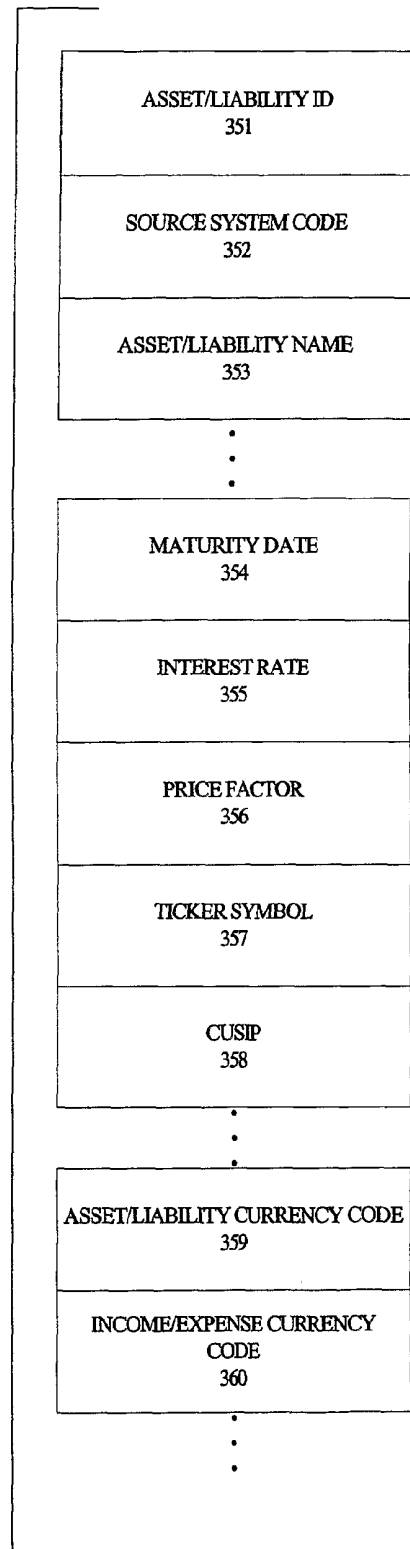 ASSET/LIABILITY ID
351
SOURCE SYSTEM CODE
352
ASSET/LIABILITY NAME
353
MATURITY DATE
354
INTEREST RATE
355
PRICE FACTOR
356
TICKER SYMBOL
357
CUSIP
358
ASSET/LIABILITY CURRENCY CODE
359
INCOME/EXPENSE CURRENCY
CODE
360